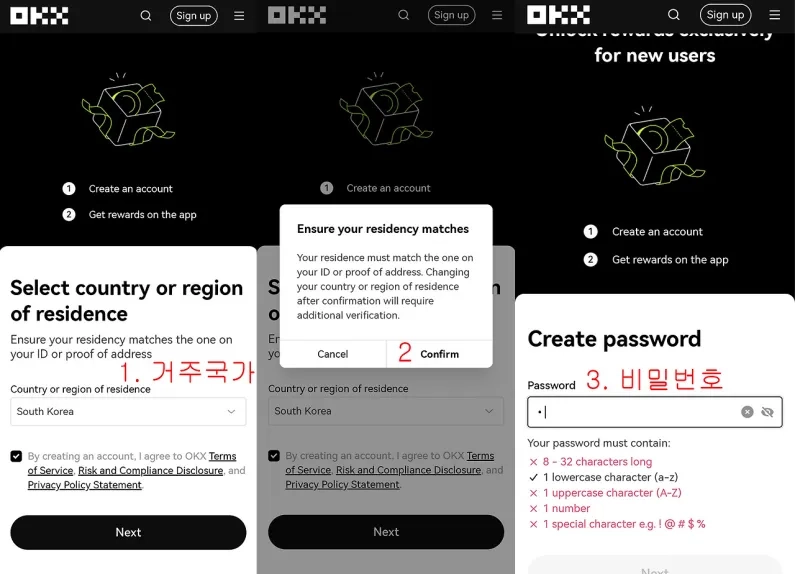 OKX
Sign up
1 Create an account
2 Get rewards on the app
Select country or region
of residence
Ensure your residency matches the one on
your ID or proof of address
1. 거주국가
Country or region of residence
South Korea
By creating an account, I agree to OKX Terms
of Service, Risk and Compliance Disclosure, and
Privacy Policy Statement.
Next
OKX
Sign up
1 Create an account
Ensure your residency matches
Your residence must match the one on
your ID or proof of address. Changing
your country or region of residence
after confirmation will require
additional verification.
Cancel
2 Confirm
Country or region of residence
South Korea
By creating an account, I agree to OKX Terms
of Service, Risk and Compliance Disclosure, and
Privacy Policy Statement.
Next
OKX
Sign up
Unlock rewards exclusively
for new users
1 Create an account
2 Get rewards on the app
Create password
Password
3. 비밀번호
Your password must contain:
8 - 32 characters long
1 lowercase character (a-z)
1 uppercase character (A-Z)
1 number
1 special character e.g. ! @ # $ %
Next